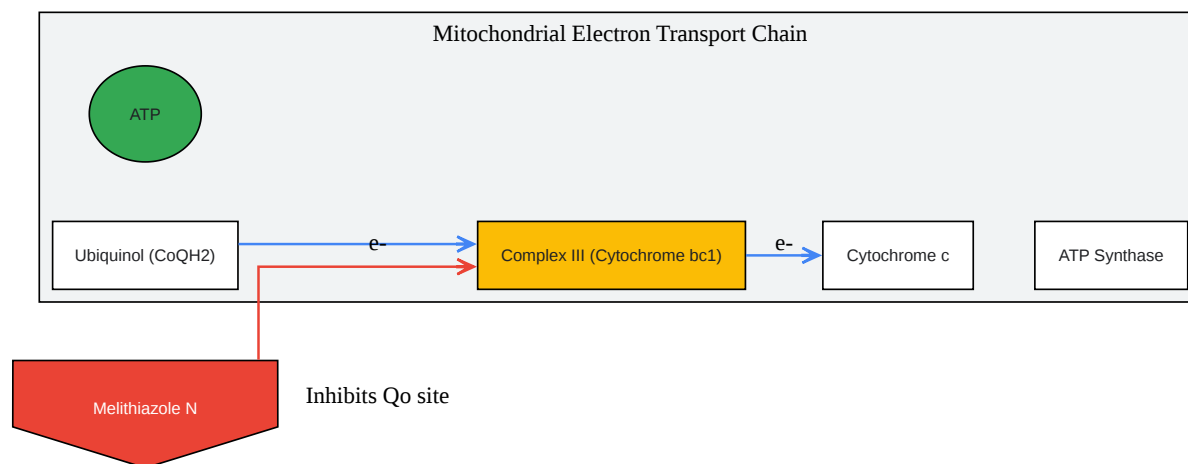 Mitochondrial Electron Transport Chain
ATP
Ubiquinol (CoQH2)
e-
Complex III (Cytochrome bc1)
e-
Cytochrome c
ATP Synthase
Melithiazole N
Inhibits Qo site